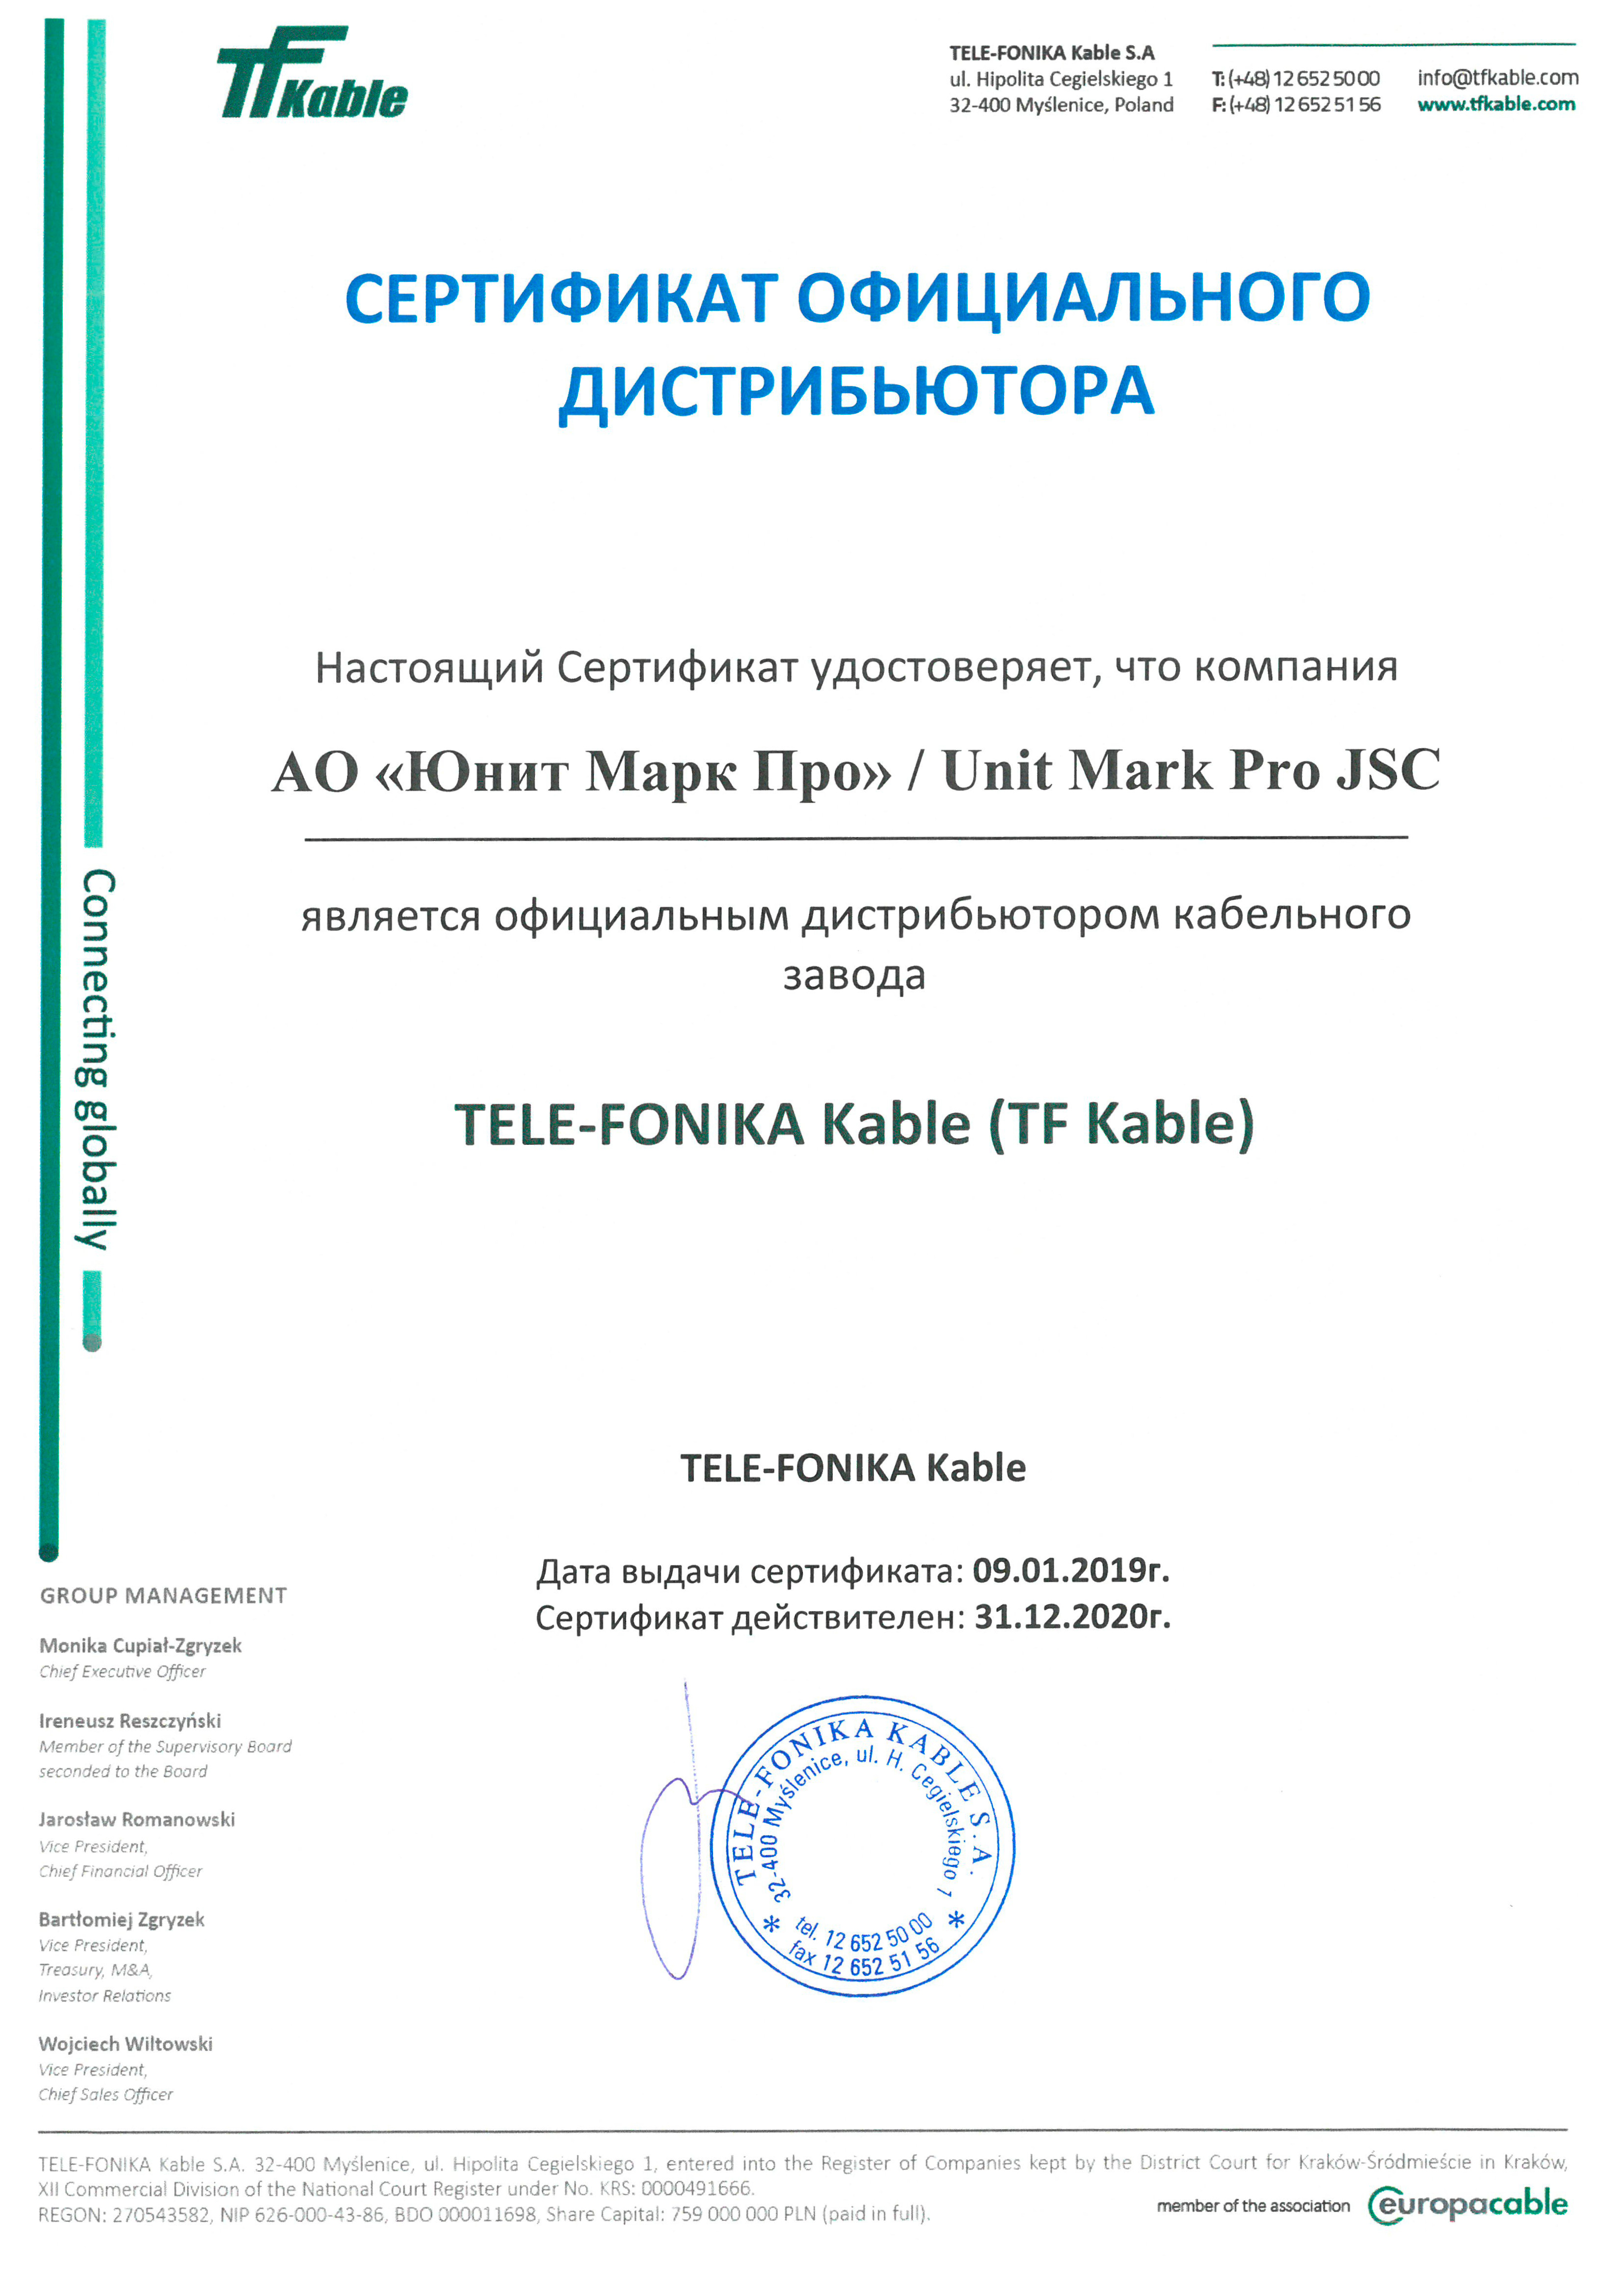 TF Kable
TELE-FONIKA Kable S.A
ul. Hipolita Cegielskiego 1
32-400 Myślenice, Poland
T: (+48) 12 652 50 00
F: (+48) 12 652 51 56
info@tfkable.com
www.tfkable.com
СЕРТИФИКАТ ОФИЦИАЛЬНОГО
ДИСТРИБЬЮТОРА
Настоящий Сертификат удостоверяет, что компания
АО «Юнит Марк Про» / Unit Mark Pro JSC
является официальным дистрибьютором кабельного
завода
TELE-FONIKA Kable (TF Kable)
Connecting globally
TELE-FONIKA Kable
Дата выдачи сертификата: 09.01.2019г.
Сертификат действителен: 31.12.2020г.
TELE-FONIKA KABLE S.A.
32-400 Myślenice, ul. H. Cegielskiego 1
* tel. 12 652 50 00 *
fax 12 652 51 56
GROUP MANAGEMENT
Monika Cupiał-Zgryzek
Chief Executive Officer
Ireneusz Reszczyński
Member of the Supervisory Board
seconded to the Board
Jarosław Romanowski
Vice President,
Chief Financial Officer
Bartłomiej Zgryzek
Vice President,
Treasury, M&A,
Investor Relations
Wojciech Wiltowski
Vice President,
Chief Sales Officer
TELE-FONIKA Kable S.A. 32-400 Myślenice, ul. Hipolita Cegielskiego 1, entered into the Register of Companies kept by the District Court for Kraków-Śródmieście in Kraków,
XII Commercial Division of the National Court Register under No. KRS: 0000491666.
REGON: 270543582, NIP 626-000-43-86, BDO 000011698, Share Capital: 759 000 000 PLN (paid in full).
member of the association europacable